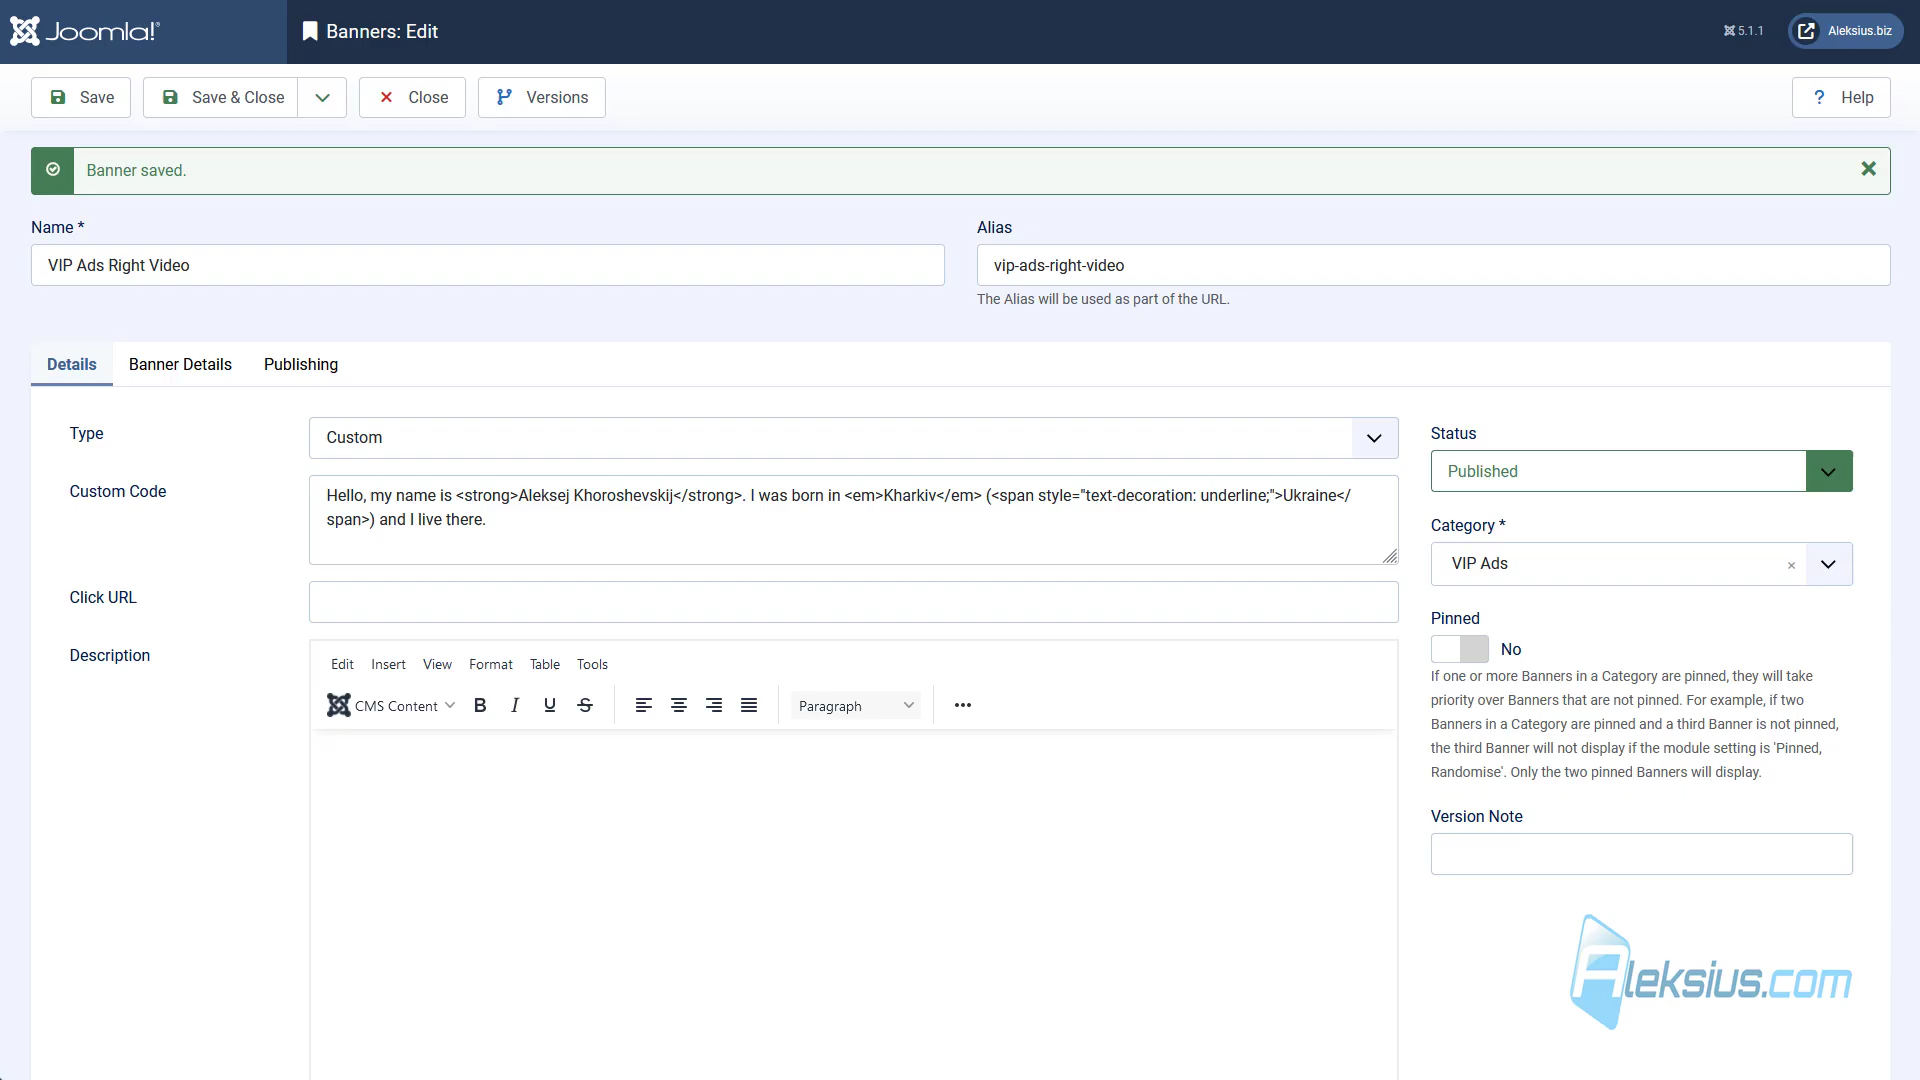 Joomla!®
Banners: Edit
5.1.1
Aleksius.biz
Save
Save & Close
Close
Versions
? Help
Banner saved.
Name *
Alias
VIP Ads Right Video
vip-ads-right-video
The Alias will be used as part of the URL.
Details
Banner Details
Publishing
Type
Custom
Custom Code
Hello, my name is <strong>Aleksej Khoroshevskij</strong>. I was born in <em>Kharkiv</em> (<span style="text-decoration: underline;">Ukraine</
span>) and I live there.
Click URL
Description
Edit Insert View Format Table Tools
CMS Content B I U S Paragraph
Status
Published
Category *
VIP Ads ×
Pinned
No
If one or more Banners in a Category are pinned, they will take
priority over Banners that are not pinned. For example, if two
Banners in a Category are pinned and a third Banner is not pinned,
the third Banner will not display if the module setting is 'Pinned,
Randomise'. Only the two pinned Banners will display.
Version Note
Aleksius.com